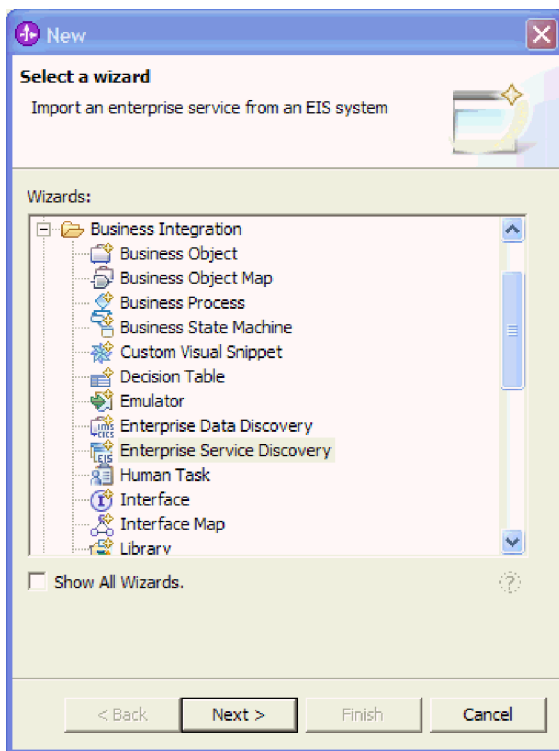 New
Select a wizard
Import an enterprise service from an EIS system
Wizards:
Business Integration
Business Object
Business Object Map
Business Process
Business State Machine
Custom Visual Snippet
Decision Table
Emulator
Enterprise Data Discovery
Enterprise Service Discovery
Human Task
Interface
Interface Map
Library
Show All Wizards.
?
< Back Next > Finish Cancel